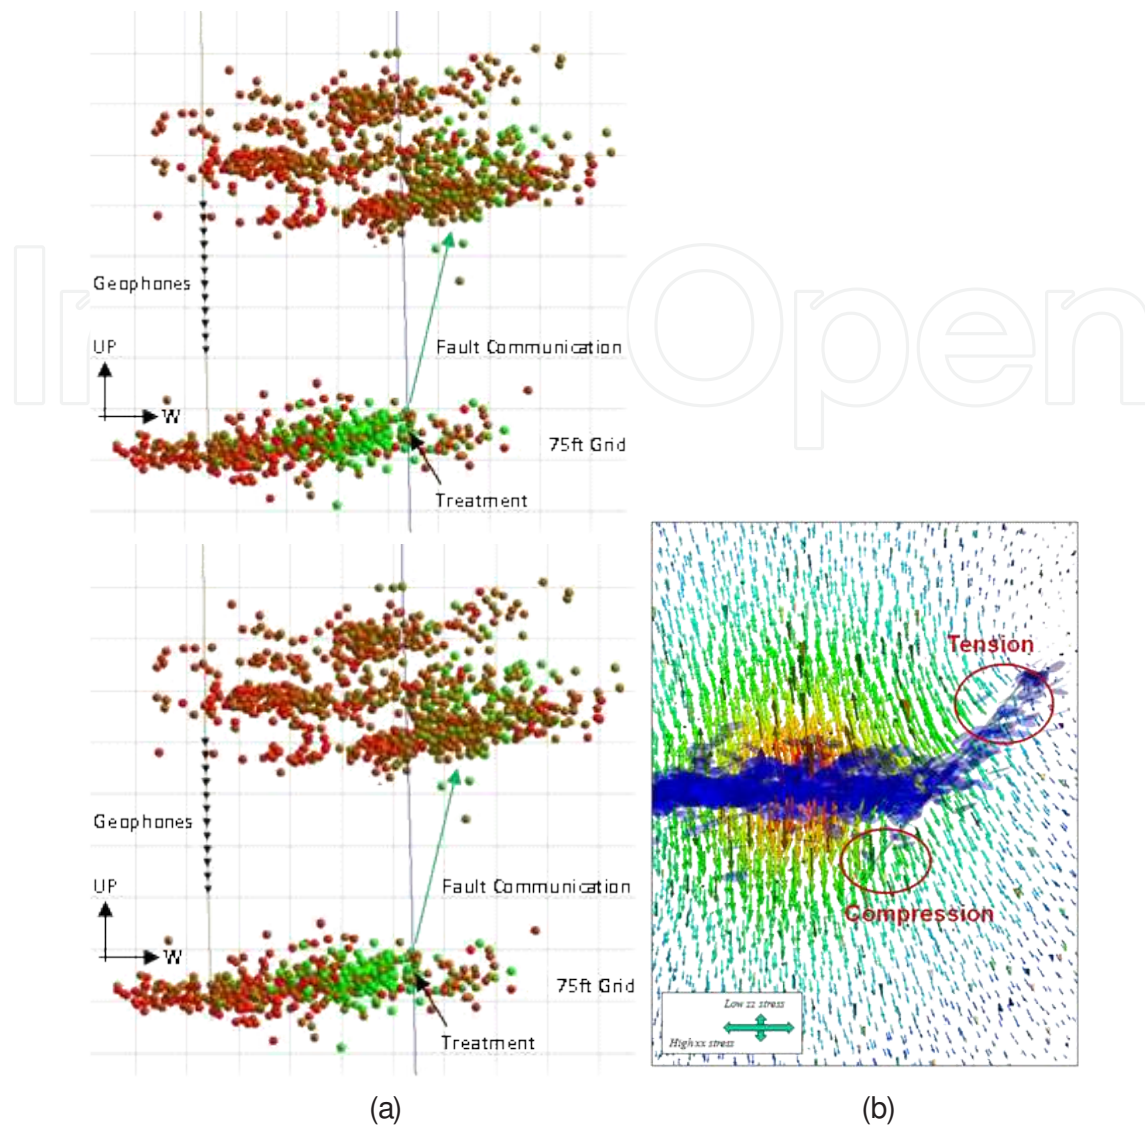 Geophones
UP
Fault Communication
W
75ft Grid
Treatment
Geophones
UP
Fault Communication
W
75ft Grid
Treatment
Tension
Compression
Low zz stress
High xx stress
(a)
(b)
Open